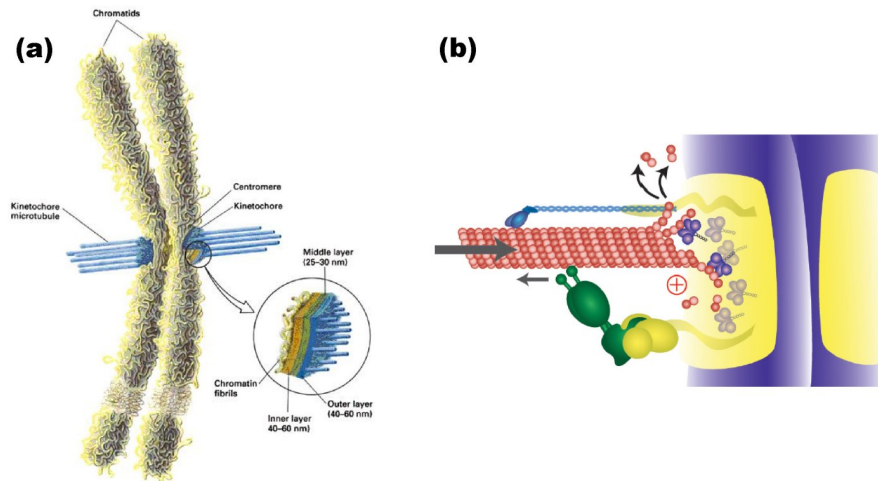 Chromatids
(a)
(b)
Centromere
Kinetochore
microtubule
Kinetochore
Middle layer
(25–30 nm)
Chromatin
fibrils
Outer layer
(40–60 nm)
Inner layer
40–60 nm)
+